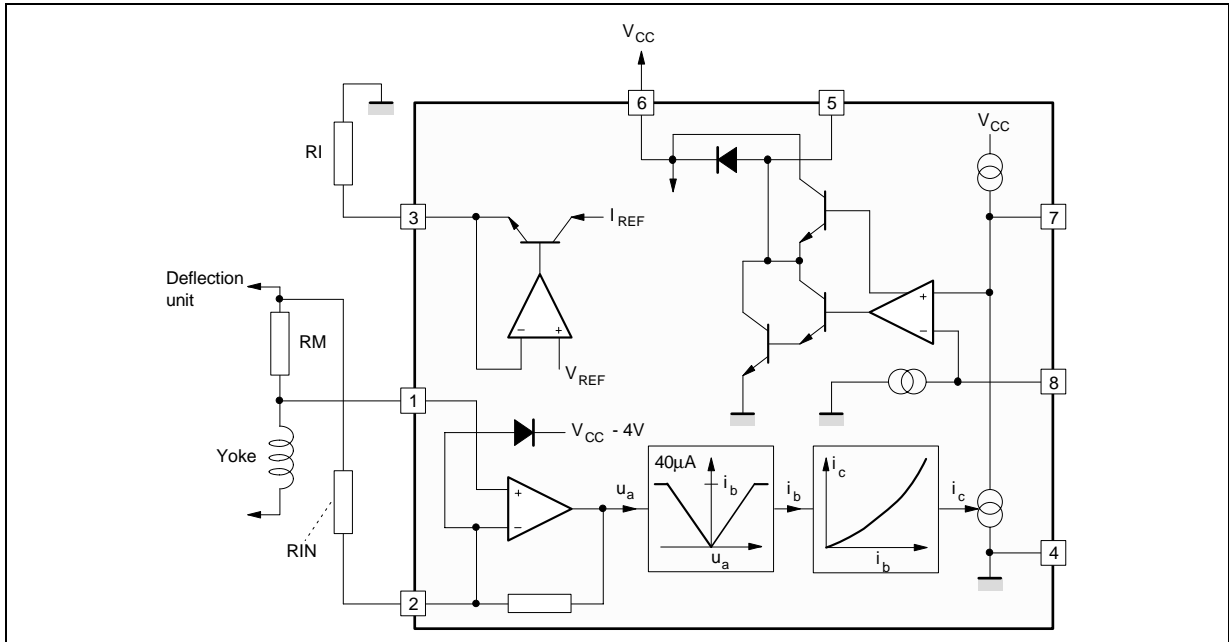 V_CC
6
5
V_CC
RI
3
I_REF
7
Deflection
unit
+
−
RM
− +
V_REF
8
1
V_CC - 4V
Yoke
40µA
i_b
i_c
+
u_a
i_b
i_c
−
u_a
i_b
4
RIN
2